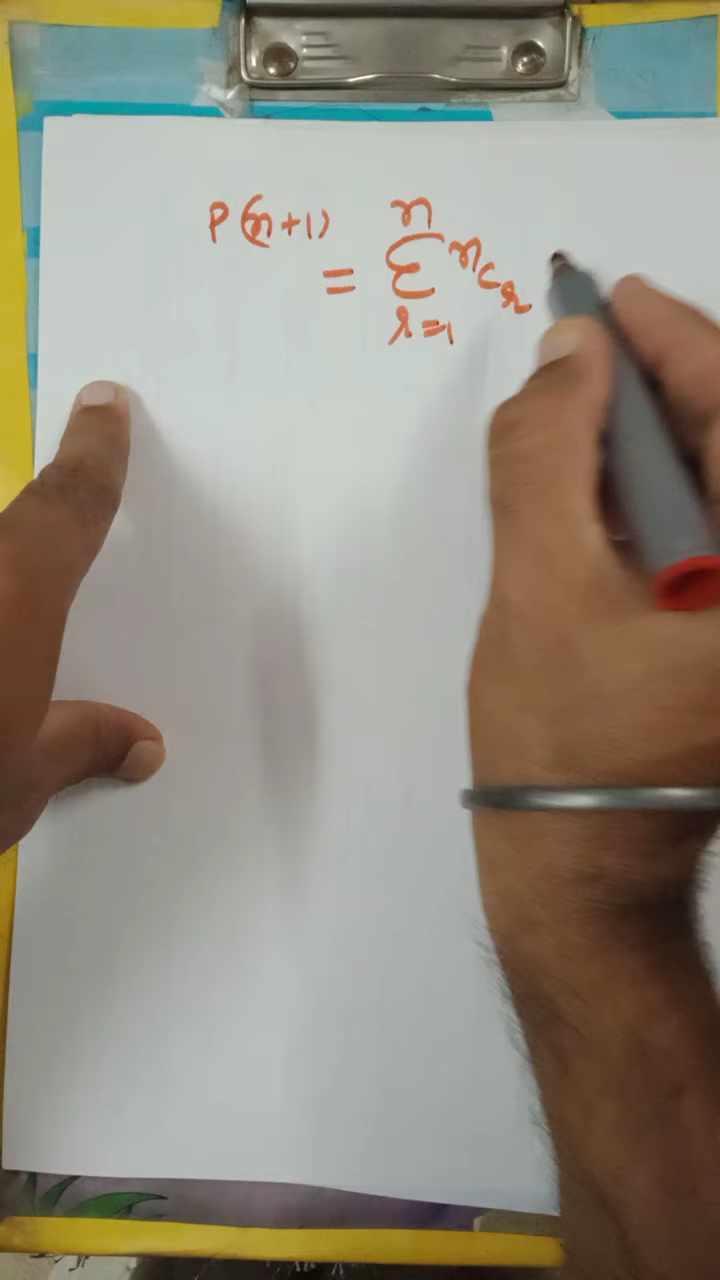 P(n+1)
= n Σ r=1 nCr